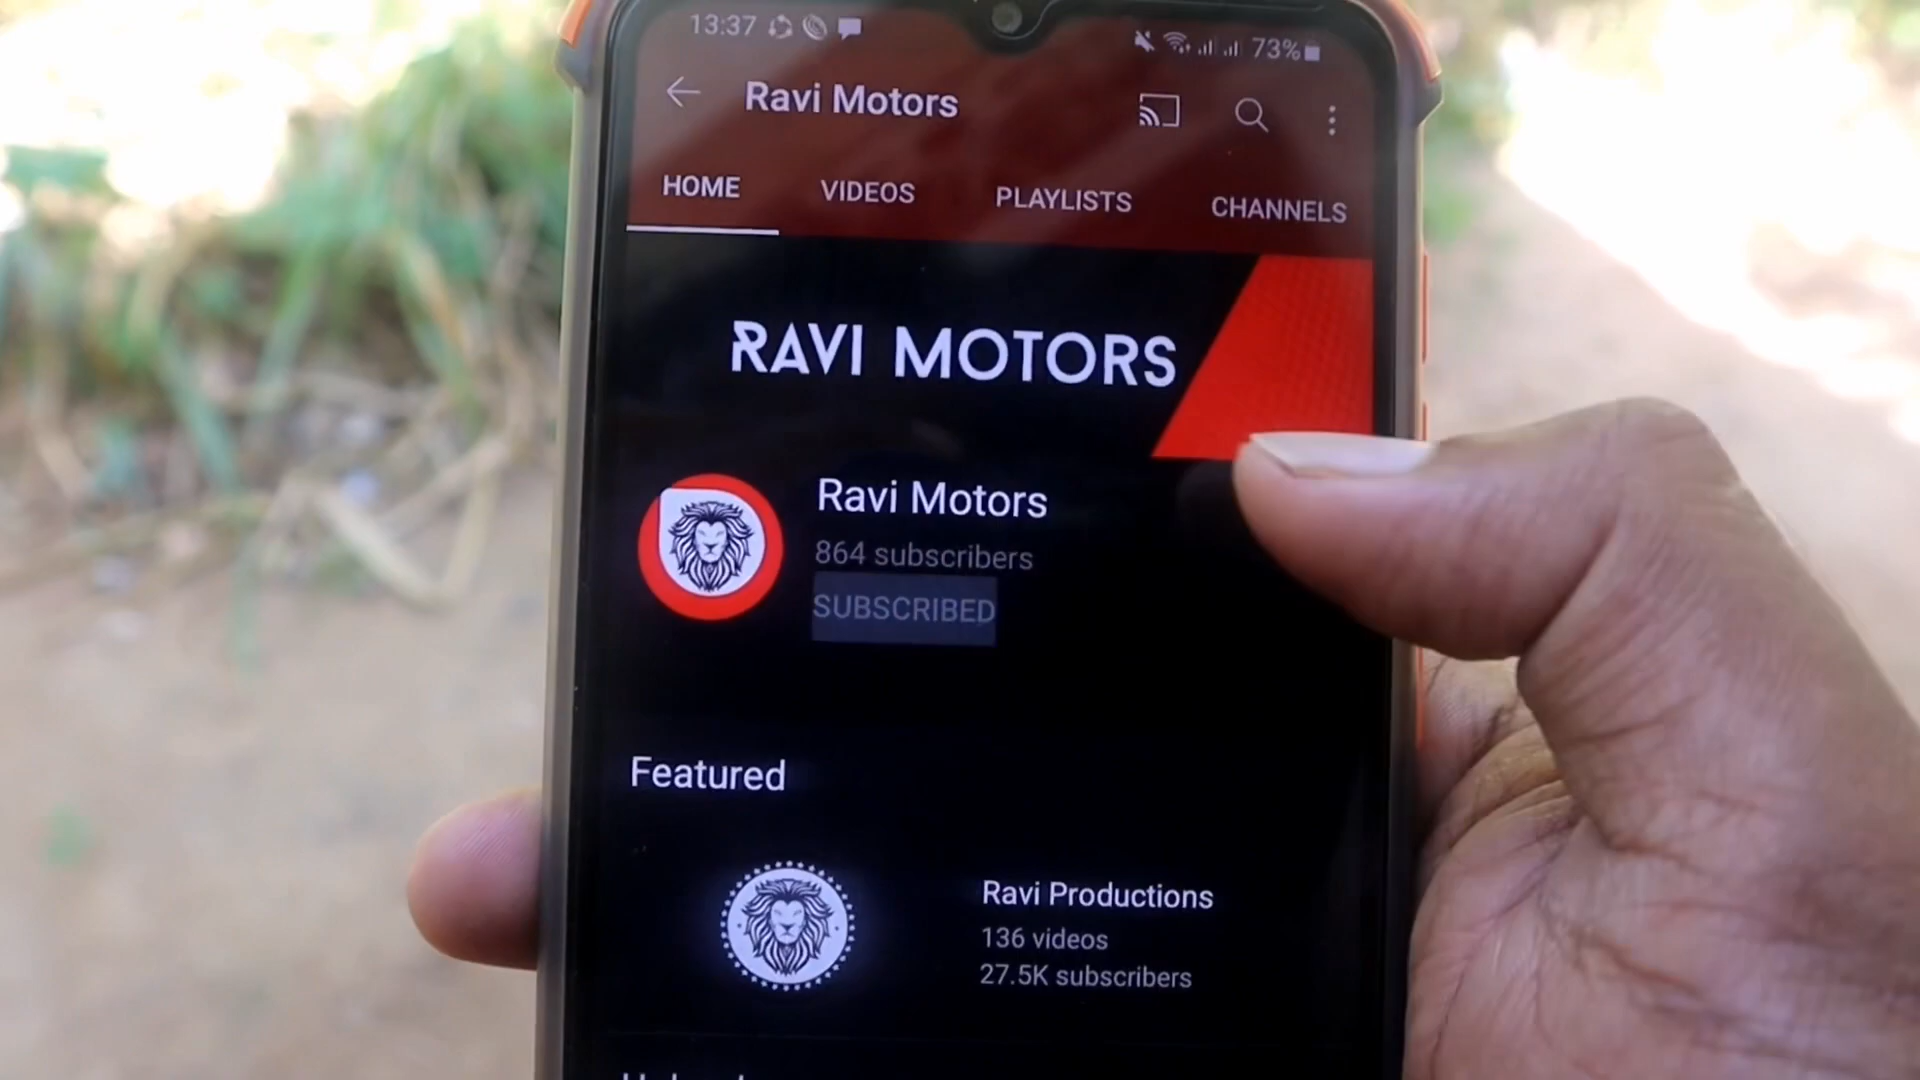 13:37
73%
Ravi Motors
HOME VIDEOS PLAYLISTS CHANNELS
RAVI MOTORS
Ravi Motors
864 subscribers
SUBSCRIBED
Featured
Ravi Productions
136 videos
27.5K subscribers